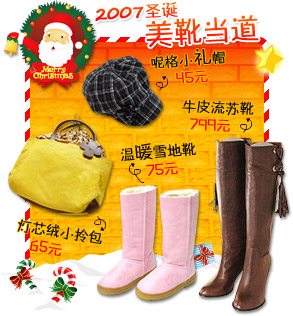 2007圣诞
美靴当道
Merry
Christmas
呢格小礼帽
45元
牛皮流苏靴
799元
温暖雪地靴
75元
灯芯绒小拎包
65元